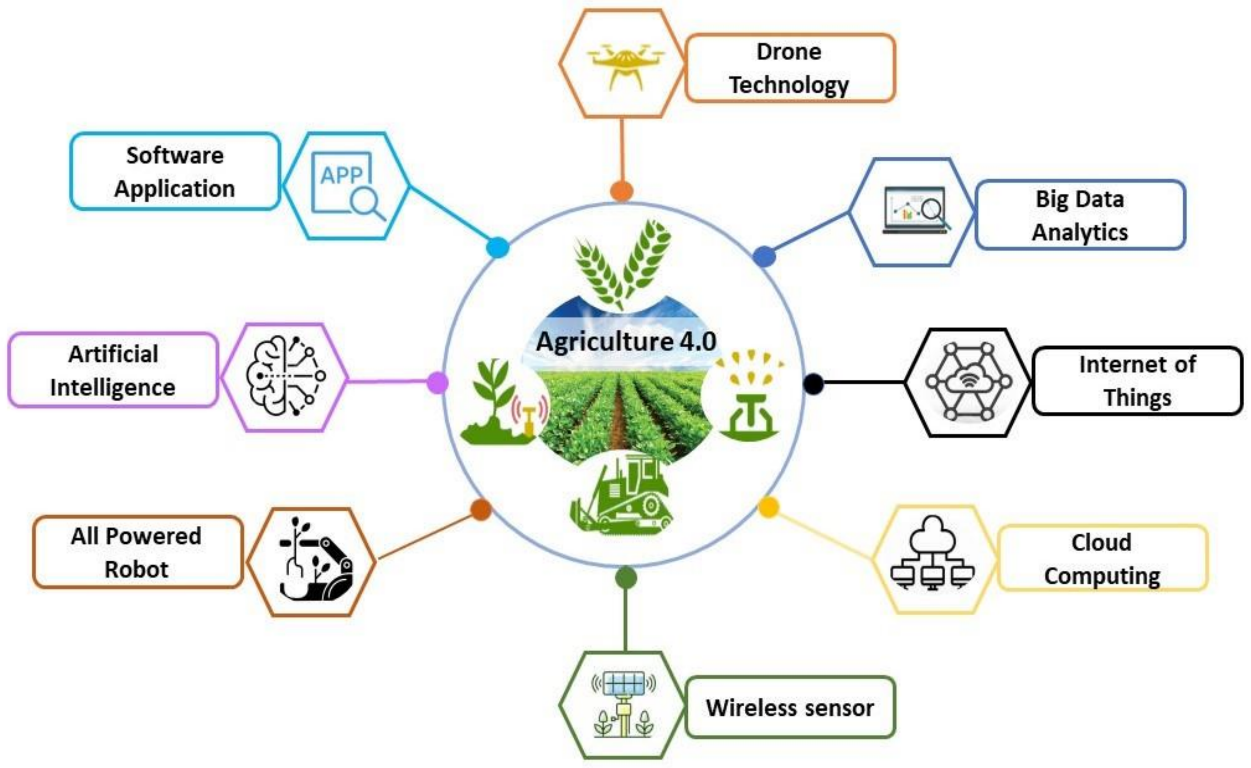 Drone
Technology
Software
Application
APP
Big Data
Analytics
Agriculture 4.0
Artificial
Intelligence
Internet of
Things
All Powered
Robot
Cloud
Computing
Wireless sensor